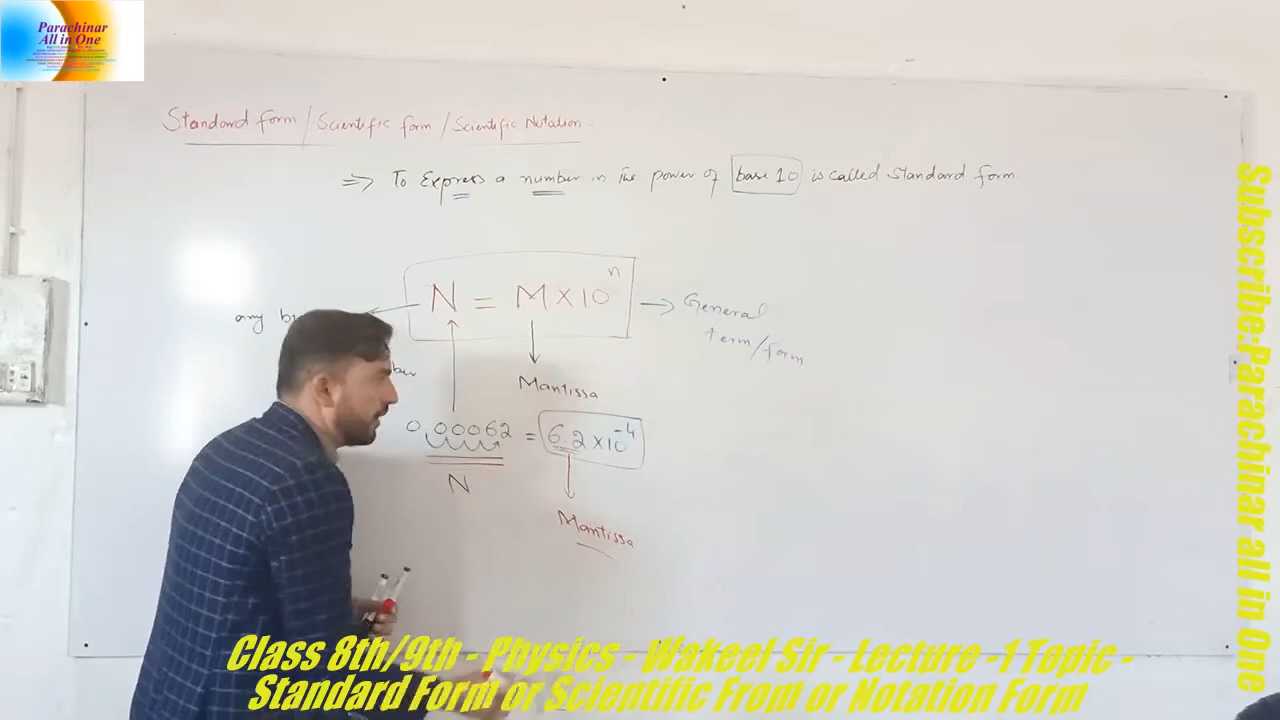 Parachinar
All in One
Standard form / Scientific form / Scientific Notation
=> To Express a number in the power of base 10 is called Standard form.
N = M × 10^n
General
term/form
any
Mantissa
0.00062 = 6.2 × 10^-4
N
Mantissa
Class 8th/9th - Physics - Wakeel Sir - Lecture -1 Topic -
Standard Form or Scientific From or Notition Form
Subscribe:Parachinar all in One